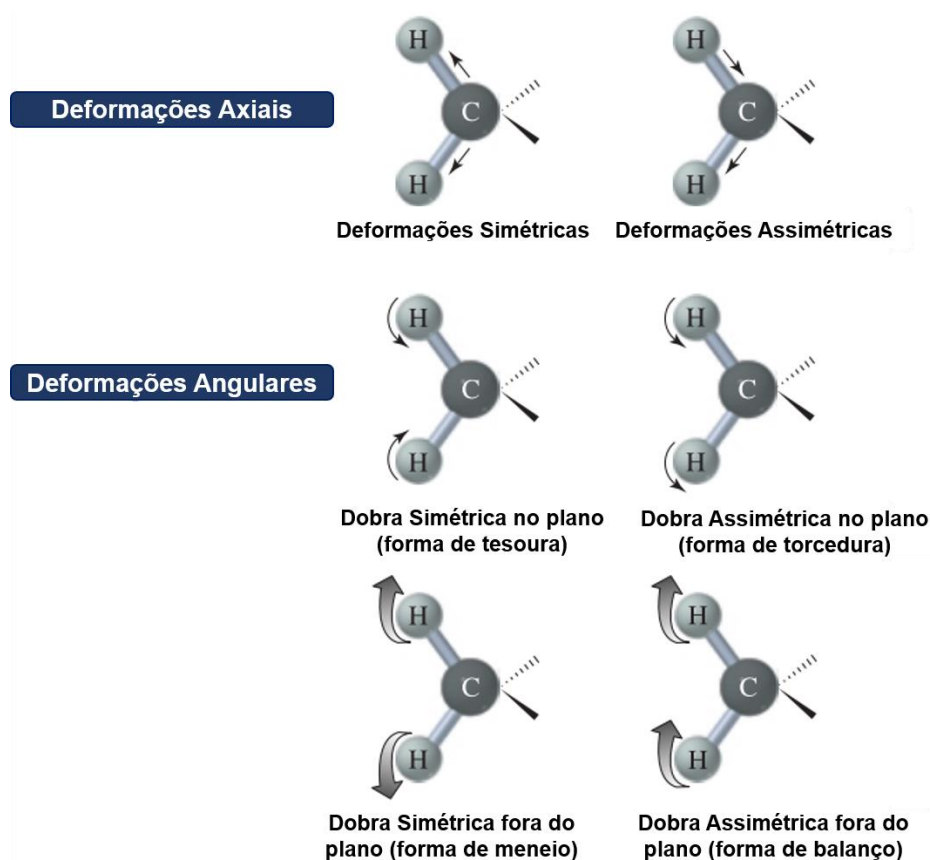 H
H
Deformações Axiais
C
C
H
H
Deformações Simétricas
Deformações Assimétricas
H
H
Deformações Angulares
C
C
H
H
Dobra Simétrica no plano
(forma de tesoura)
Dobra Assimétrica no plano
(forma de torcedura)
H
H
C
C
H
H
Dobra Simétrica fora do
plano (forma de meneio)
Dobra Assimétrica fora do
plano (forma de balanço)